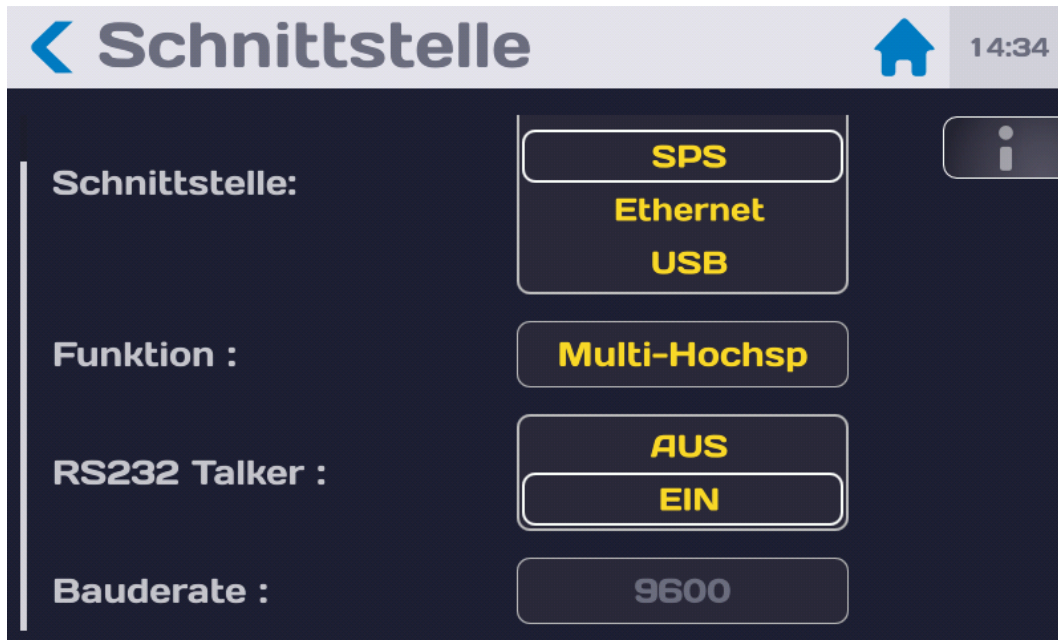 Schnittstelle
14:34
Schnittstelle:
SPS
Ethernet
USB
Funktion :
Multi-Hochsp
RS232 Talker :
AUS
EIN
Bauderate :
9600